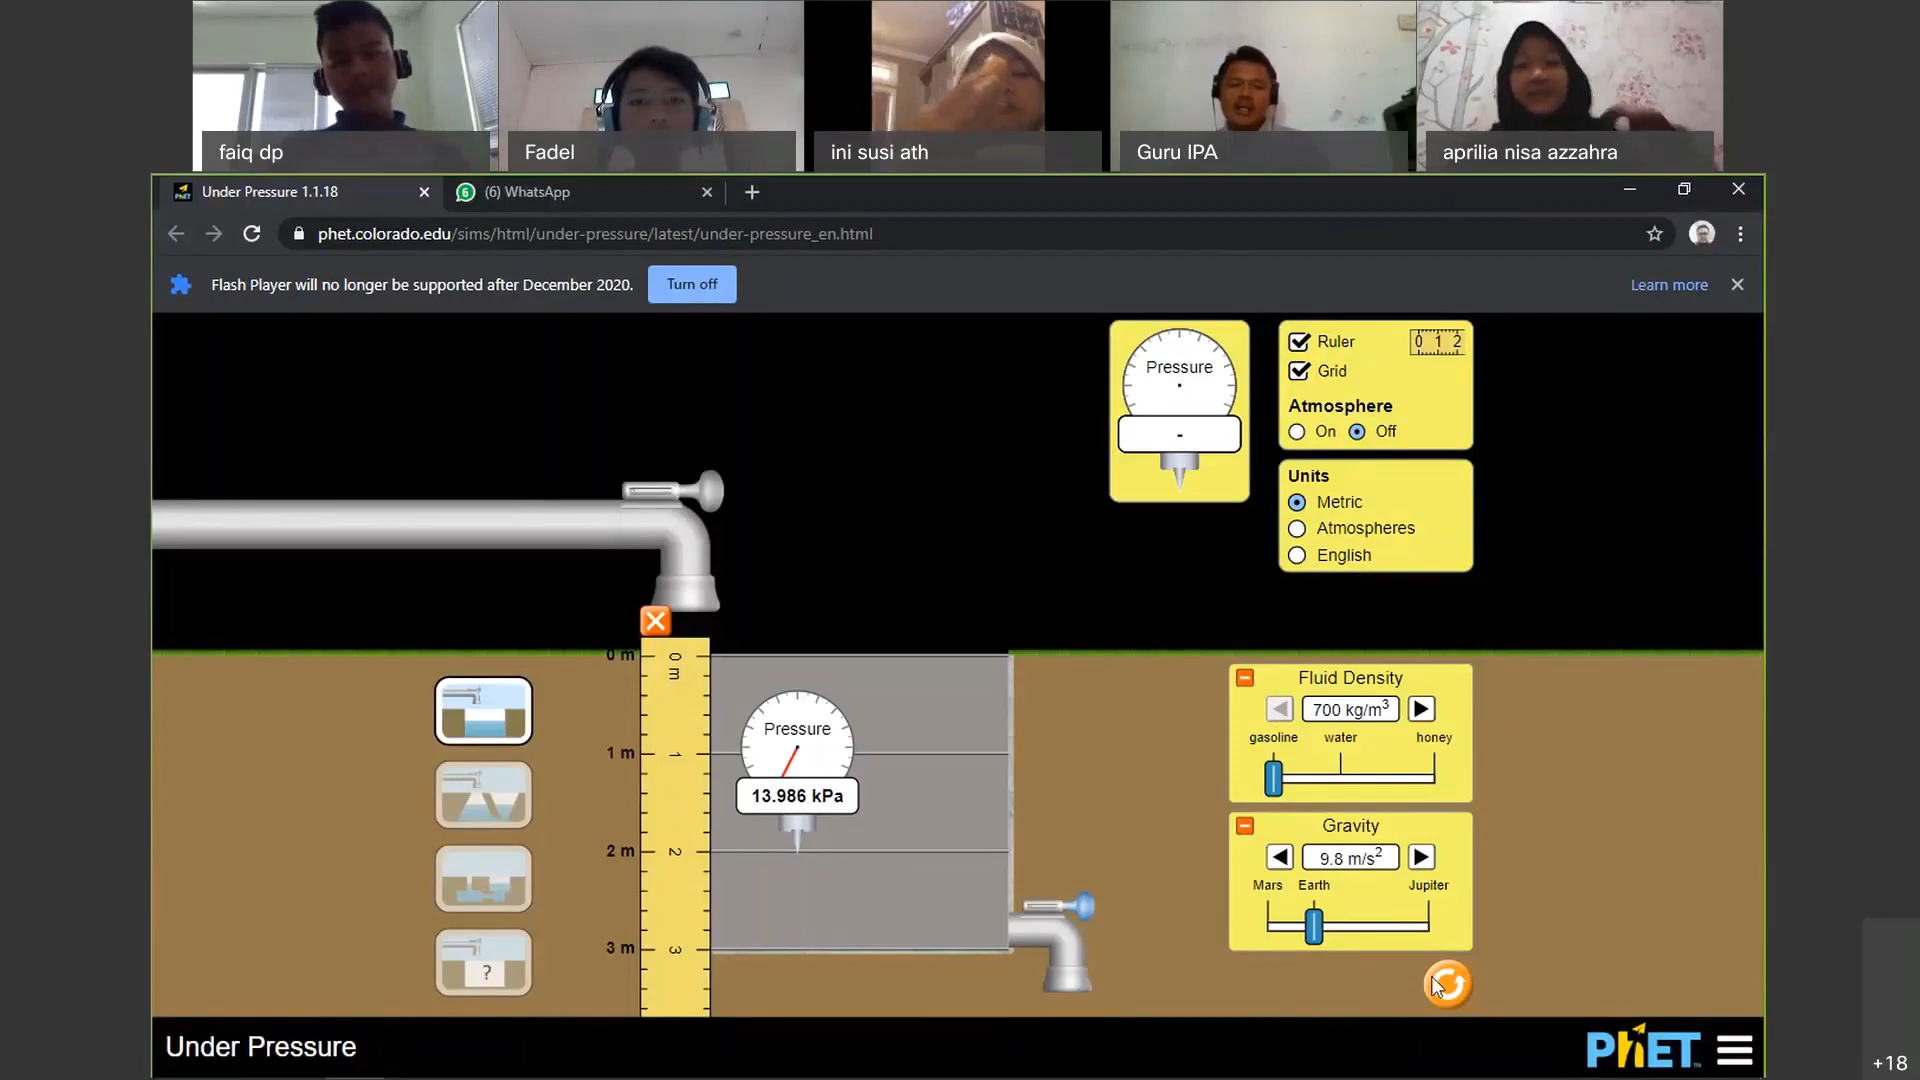 faiq dp
Fadel
ini susi ath
Guru IPA
aprilia nisa azzahra
Under Pressure 1.1.18
(6) WhatsApp
phet.colorado.edu/sims/html/under-pressure/latest/under-pressure_en.html
Flash Player will no longer be supported after December 2020.
Turn off
Learn more
Pressure
-
Ruler
0 1 2
Grid
Atmosphere
On
Off
Units
Metric
Atmospheres
English
0 m
0 m
1 m
1
2 m
2
3 m
3
Pressure
13.986 kPa
?
Fluid Density
700 kg/m³
gasoline water honey
Gravity
9.8 m/s²
Mars Earth Jupiter
Under Pressure
PhET
+18